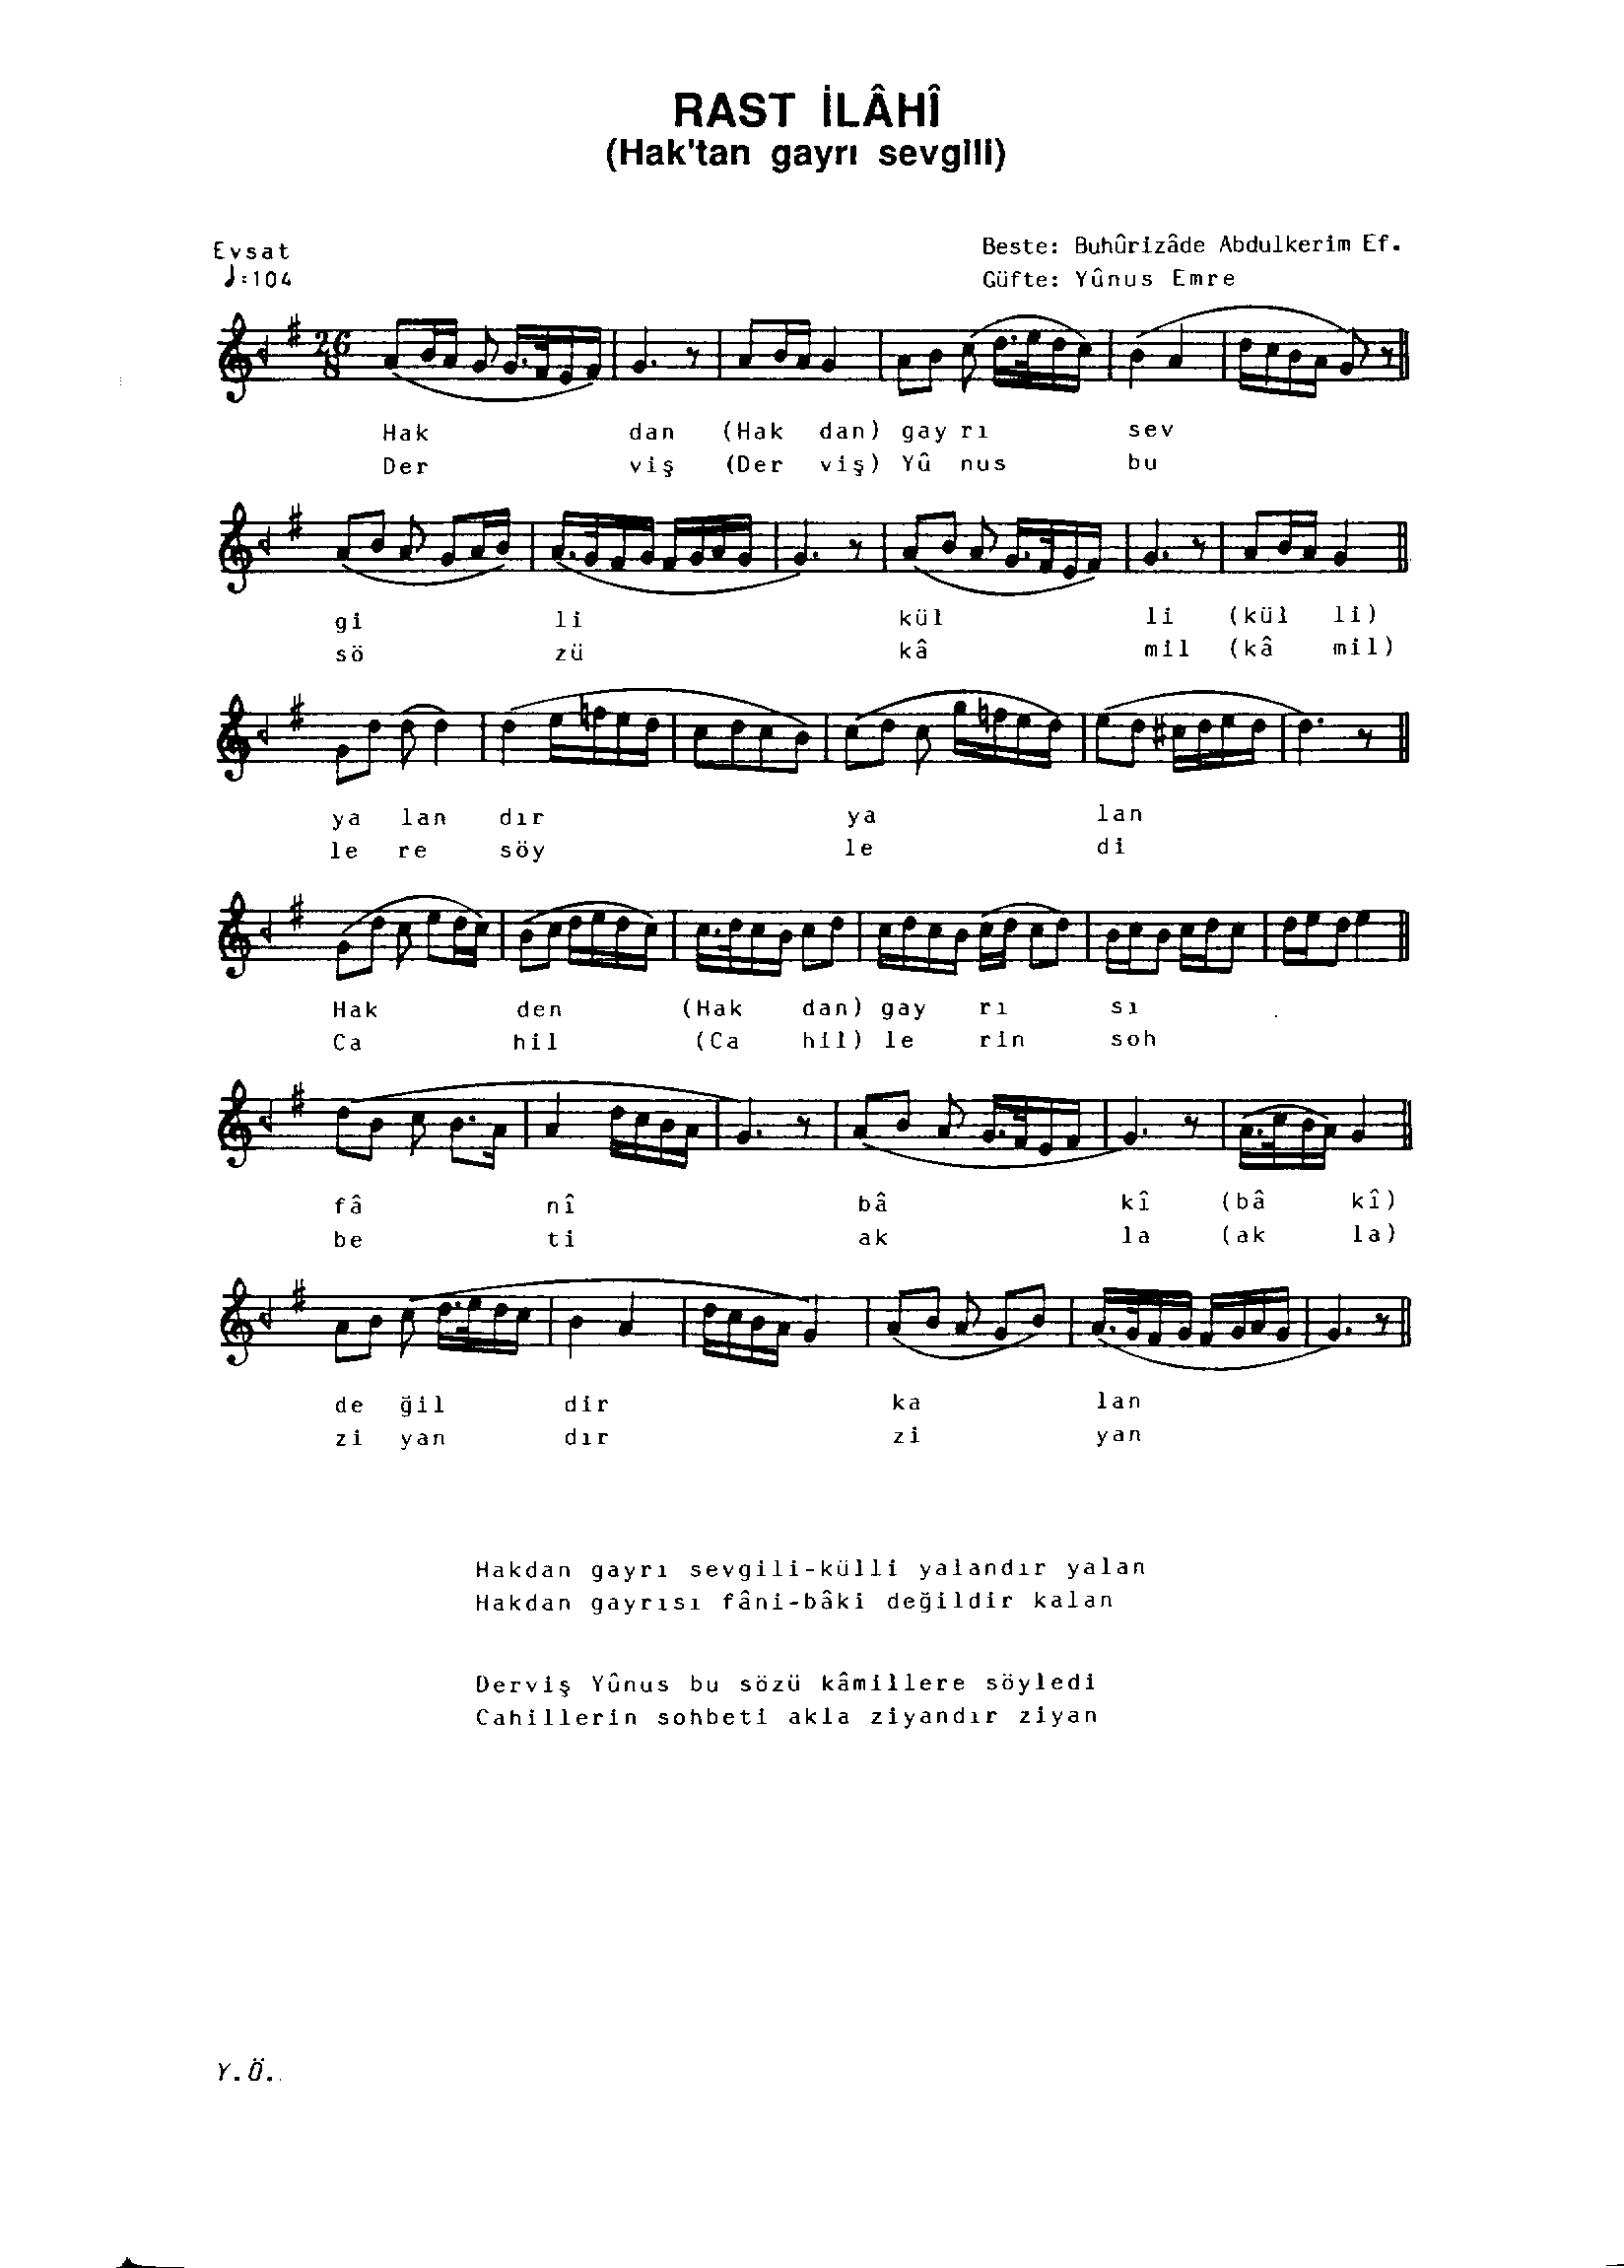 RAST İLÂHÎ
(Hak'tan gayrı sevgili)
Evsat
♩:104
Beste: Buhûrizâde Abdulkerim Ef.
Güfte: Yûnus Emre
26
8
Hak dan (Hak dan) gay rı sev
Der viş (Der viş) Yû nus bu
gi li kül li (kül li)
sö zü kâ mil (kâ mil)
ya lan dır ya lan
le re söy le di
Hak den (Hak dan) gay rı sı
Ca hil (Ca hil) le rin soh
fâ nî bâ kî (bâ kî)
be ti ak la (ak la)
de ğil dir ka lan
zi yan dır zi yan
Hakdan gayrı sevgili-külli yalandır yalan
Hakdan gayrısı fâni-bâki değildir kalan
Derviş Yûnus bu sözü kâmillere söyledi
Cahillerin sohbeti akla ziyandır ziyan
Y.Ö.